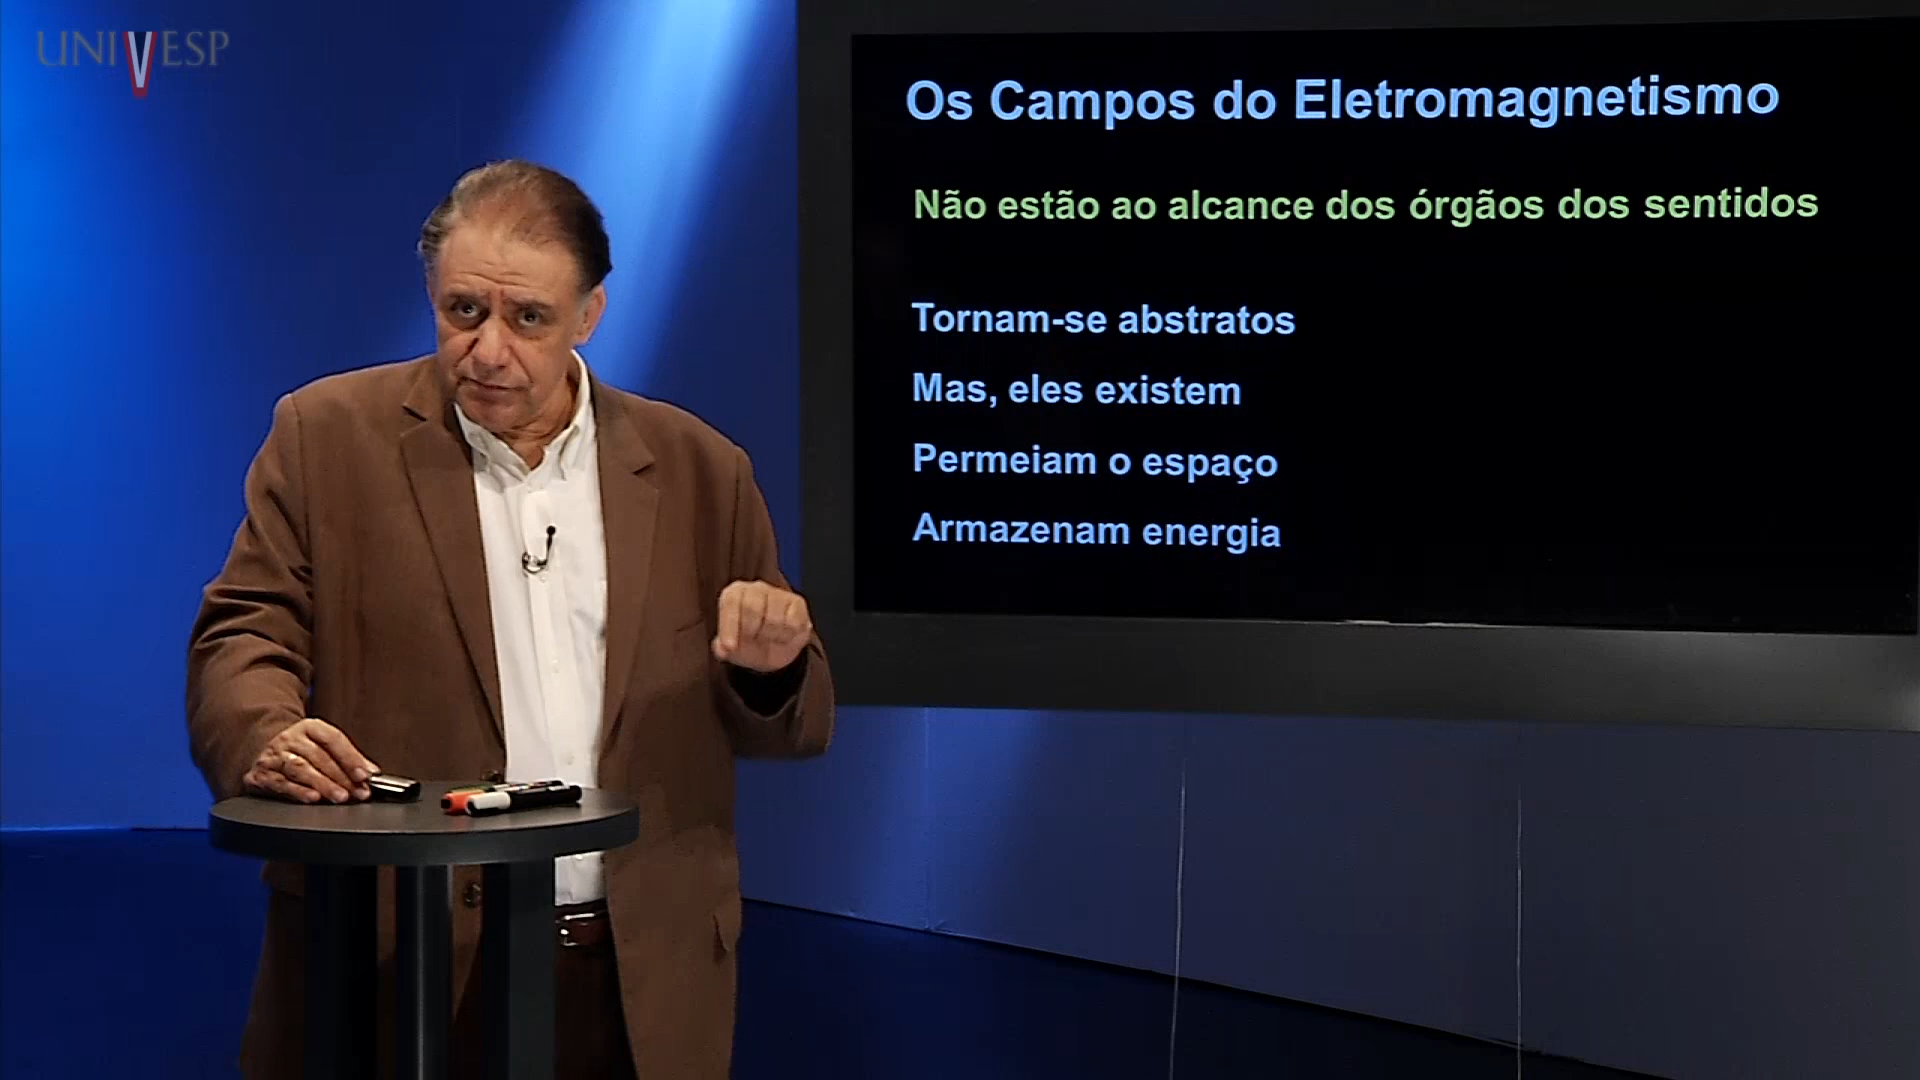 UNIVESP
Os Campos do Eletromagnetismo
Não estão ao alcance dos órgãos dos sentidos
Tornam-se abstratos
Mas, eles existem
Permeiam o espaço
Armazenam energia